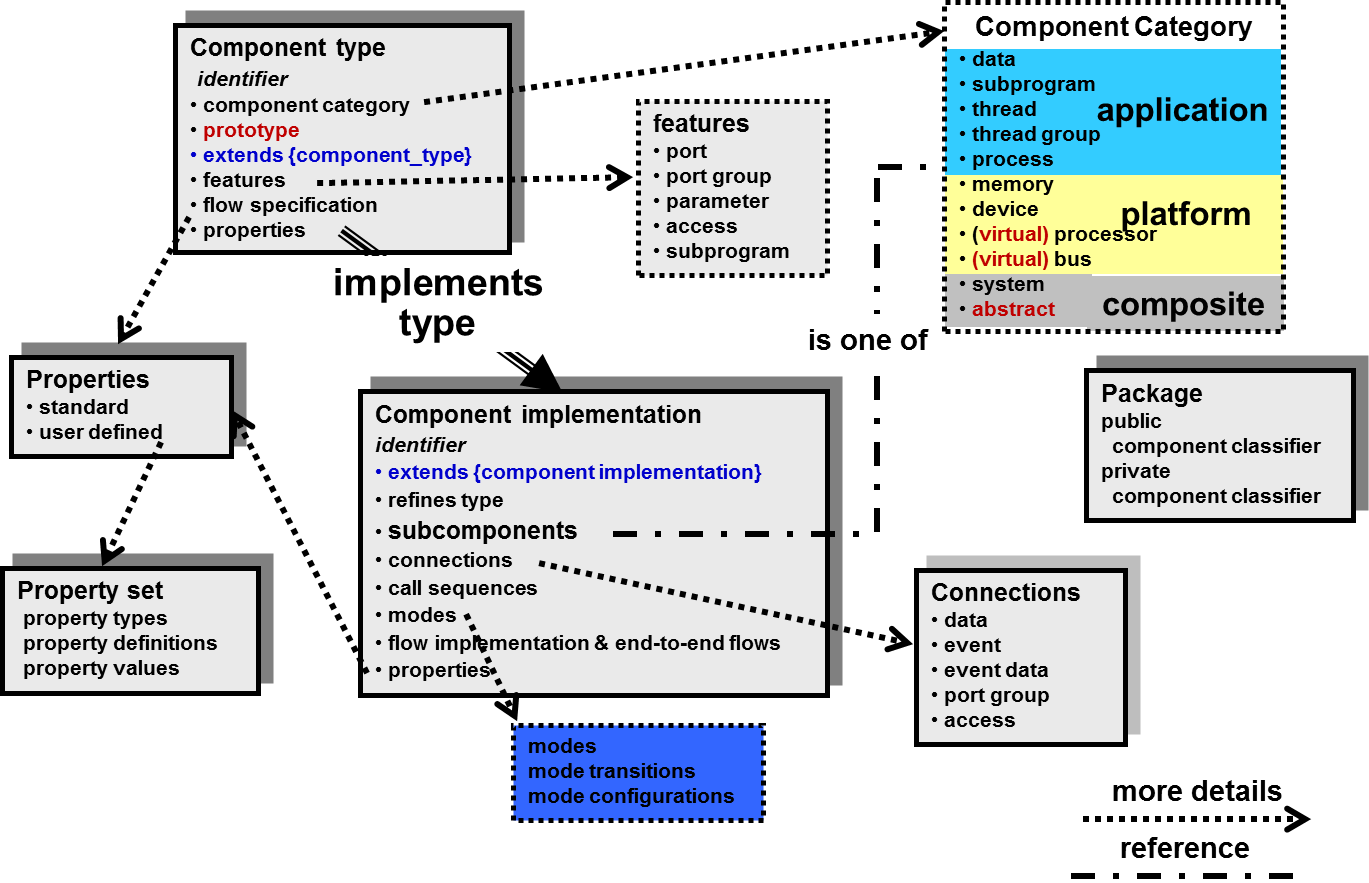 Component type
identifier
• component category
• prototype
• extends {component_type}
• features
• flow specification
• properties
features
• port
• port group
• parameter
• access
• subprogram
Component Category
• data
• subprogram
• thread
• thread group
• process
application
• memory
• device
• (virtual) processor
• (virtual) bus
platform
• system
• abstract
composite
implements
type
is one of
Properties
• standard
• user defined
Component implementation
identifier
• extends {component implementation}
• refines type
• subcomponents
• connections
• call sequences
• modes
• flow implementation & end-to-end flows
• properties
Package
public
component classifier
private
component classifier
Property set
property types
property definitions
property values
Connections
• data
• event
• event data
• port group
• access
modes
mode transitions
mode configurations
more details
reference